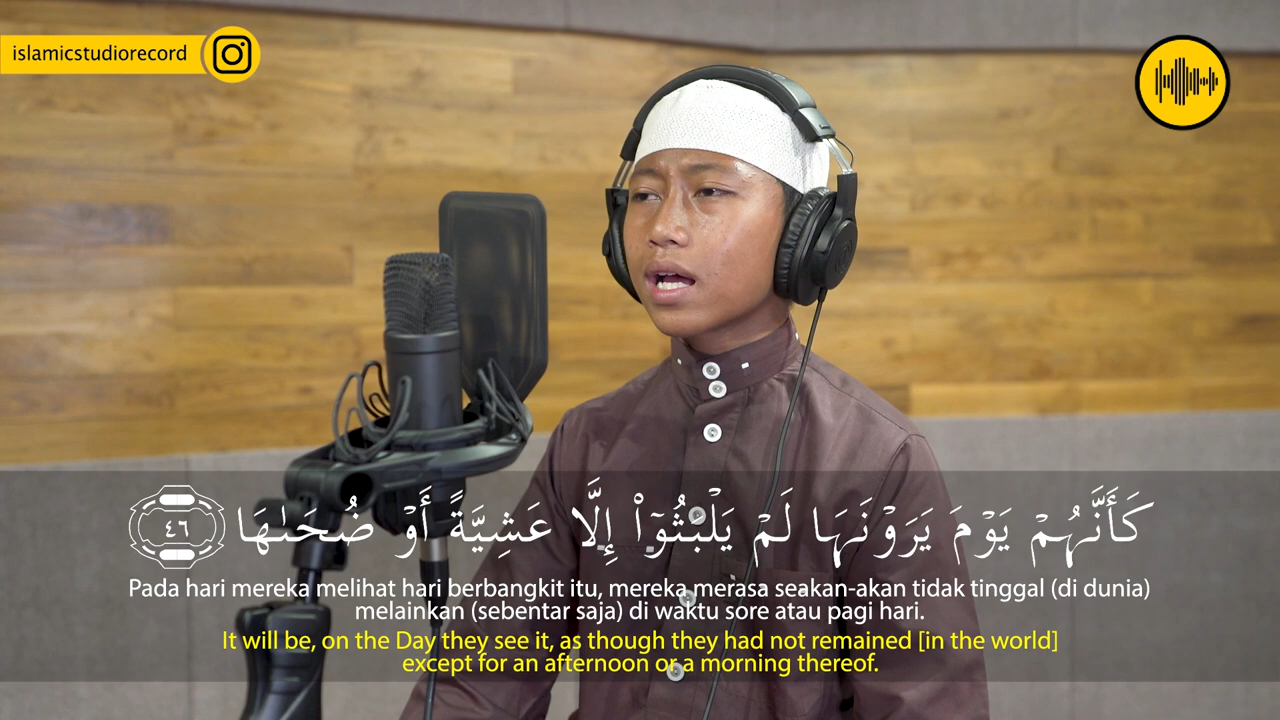 islamicstudiorecord
كَأَنَّهُمْ يَوْمَ يَرَوْنَهَا لَمْ يَلْبَثُوٓا۟ إِلَّا عَشِيَّةً أَوْ ضُحَىٰهَا ٤٦
Pada hari mereka melihat hari berbangkit itu, mereka merasa seakan-akan tidak tinggal (di dunia)
melainkan (sebentar saja) di waktu sore atau pagi hari.
It will be, on the Day they see it, as though they had not remained [in the world]
except for an afternoon or a morning thereof.